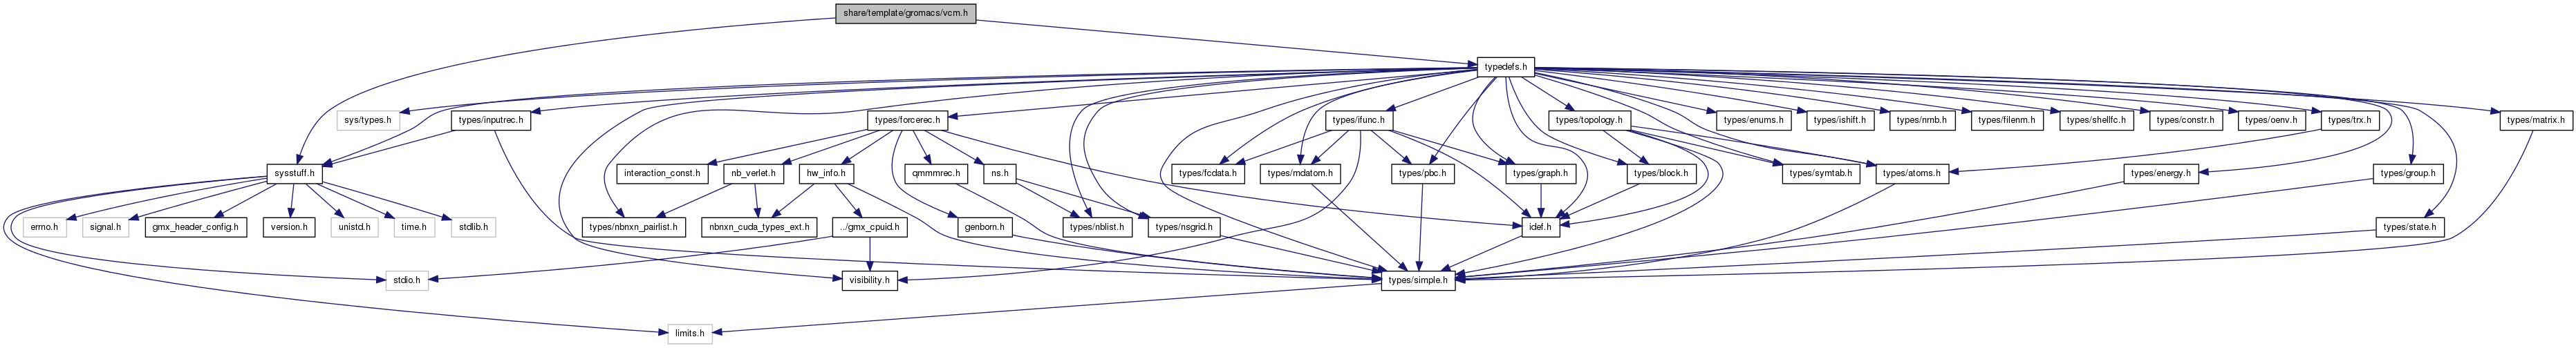 share/template/gromacs/vcm.h
typedefs.h
sys/types.h
types/inputrec.h
types/forcerec.h
types/ifunc.h
types/topology.h
types/enums.h
types/ishift.h
types/nrnb.h
types/filenm.h
types/shellfc.h
types/constr.h
types/oenv.h
types/trx.h
types/matrix.h
sysstuff.h
interaction_const.h
nb_verlet.h
hw_info.h
qmmmrec.h
ns.h
types/fcdata.h
types/mdatom.h
types/pbc.h
types/graph.h
types/block.h
types/symtab.h
types/atoms.h
types/energy.h
types/group.h
errno.h
signal.h
gmx_header_config.h
version.h
unistd.h
time.h
stdlib.h
types/nbnxn_pairlist.h
nbnxn_cuda_types_ext.h
../gmx_cpuid.h
genborn.h
types/nblist.h
types/nsgrid.h
idef.h
types/state.h
stdio.h
visibility.h
types/simple.h
limits.h